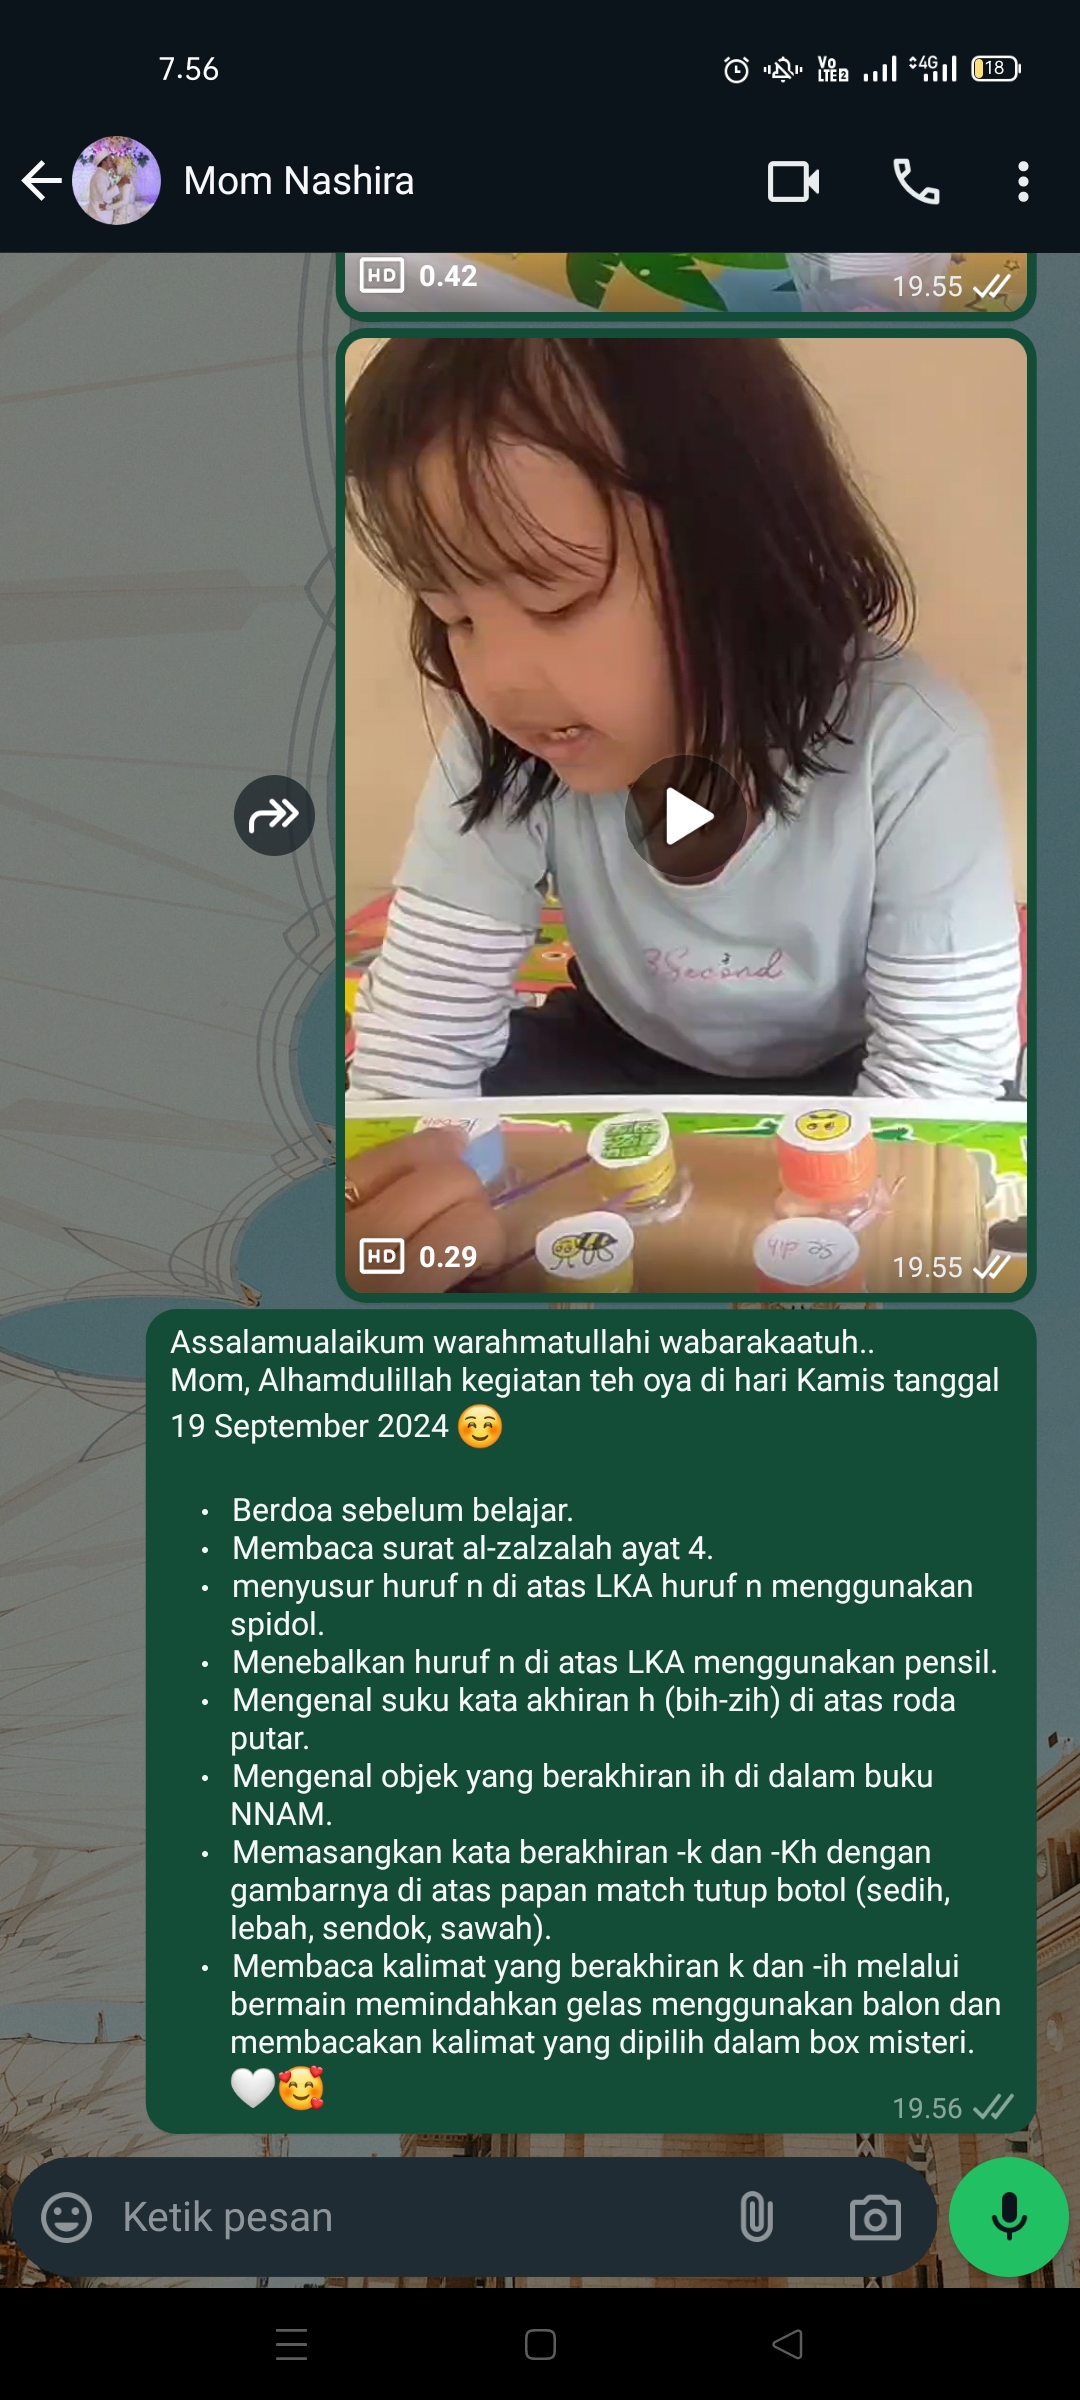 7.56
Vo
LTE2
4G
18
Mom Nashira
HD 0.42
19.55
3Second
HD 0.29
19.55
Assalamualaikum warahmatullahi wabarakaatuh..
Mom, Alhamdulillah kegiatan teh oya di hari Kamis tanggal
19 September 2024 ☺️
• Berdoa sebelum belajar.
• Membaca surat al-zalzalah ayat 4.
• menyusur huruf n di atas LKA huruf n menggunakan
spidol.
• Menebalkan huruf n di atas LKA menggunakan pensil.
• Mengenal suku kata akhiran h (bih-zih) di atas roda
putar.
• Mengenal objek yang berakhiran ih di dalam buku
NNAM.
• Memasangkan kata berakhiran -k dan -Kh dengan
gambarnya di atas papan match tutup botol (sedih,
lebah, sendok, sawah).
• Membaca kalimat yang berakhiran k dan -ih melalui
bermain memindahkan gelas menggunakan balon dan
membacakan kalimat yang dipilih dalam box misteri.
🤍🥰
19.56
Ketik pesan